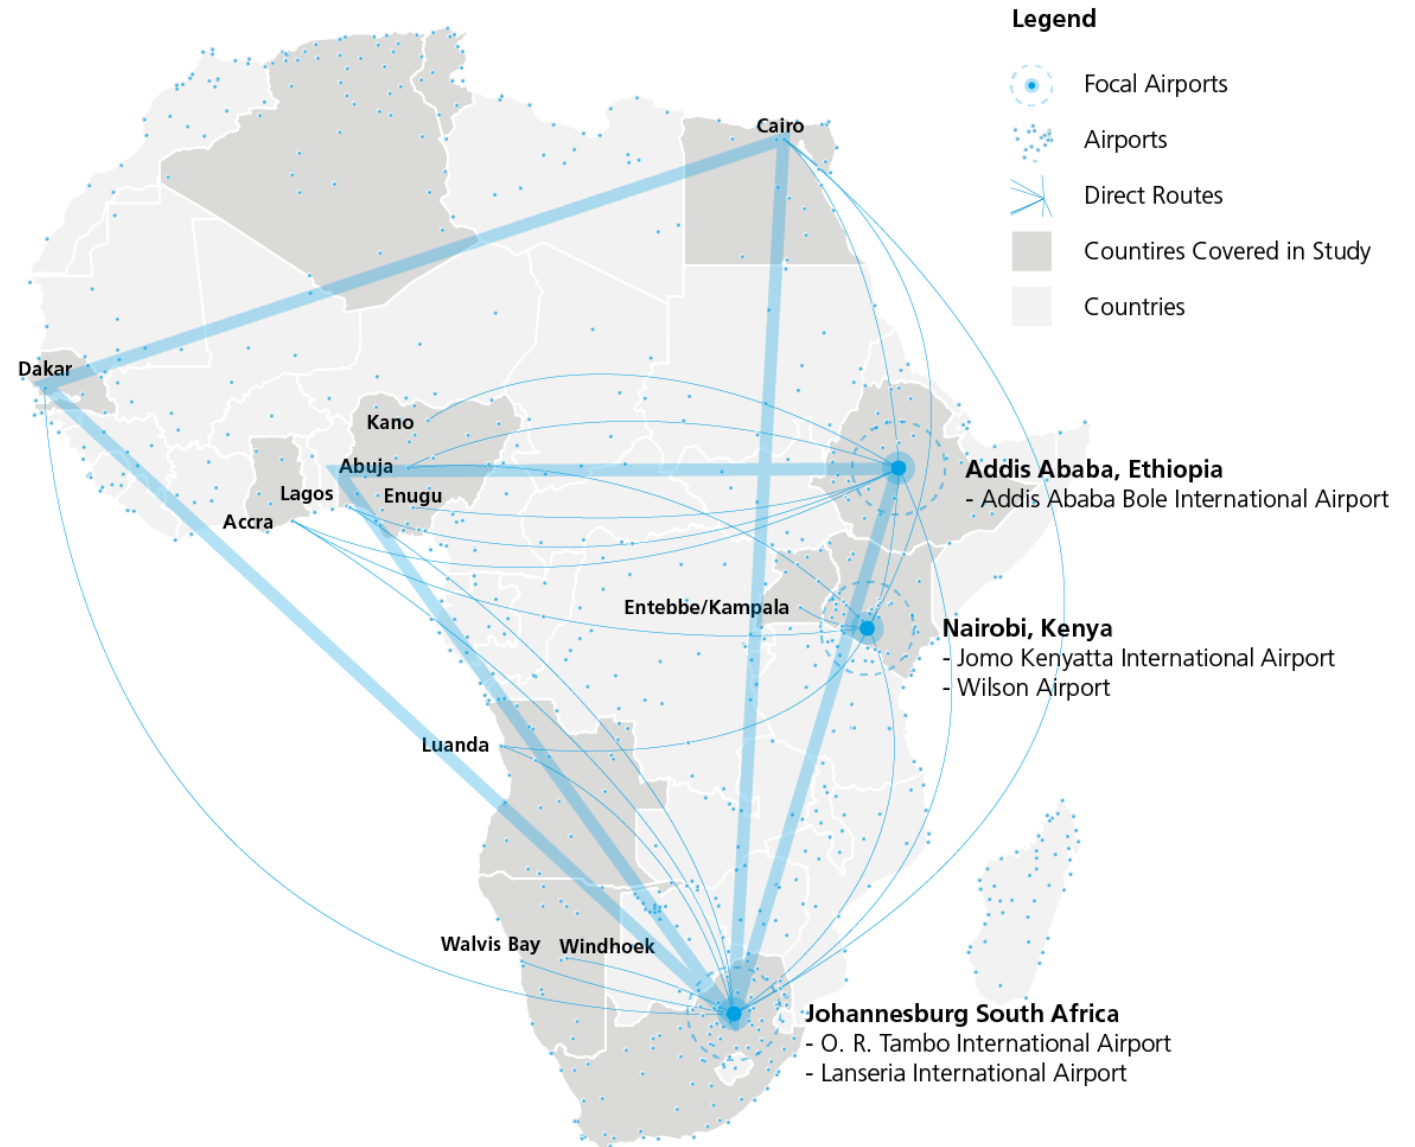 Legend
Focal Airports
Airports
Direct Routes
Countires Covered in Study
Countries
Cairo
Dakar
Kano
Abuja
Lagos
Enugu
Accra
Addis Ababa, Ethiopia
- Addis Ababa Bole International Airport
Entebbe/Kampala
Nairobi, Kenya
- Jomo Kenyatta International Airport
- Wilson Airport
Luanda
Walvis Bay
Windhoek
Johannesburg South Africa
- O. R. Tambo International Airport
- Lanseria International Airport